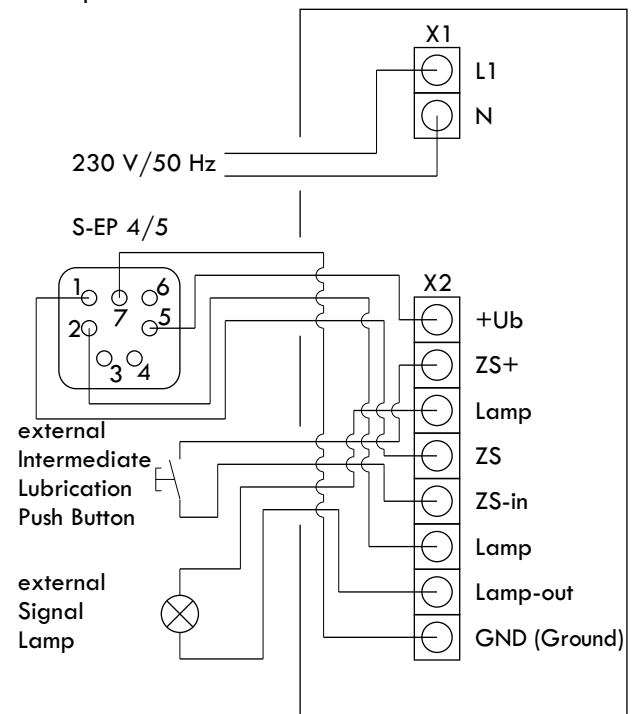 X1
L1
N
230 V/50 Hz
S-EP 4/5
1
6
7
2
5
3
4
X2
+Ub
ZS+
Lamp
ZS
ZS-in
Lamp
Lamp-out
GND (Ground)
external
Intermediate
Lubrication
Push Button
external
Signal
Lamp